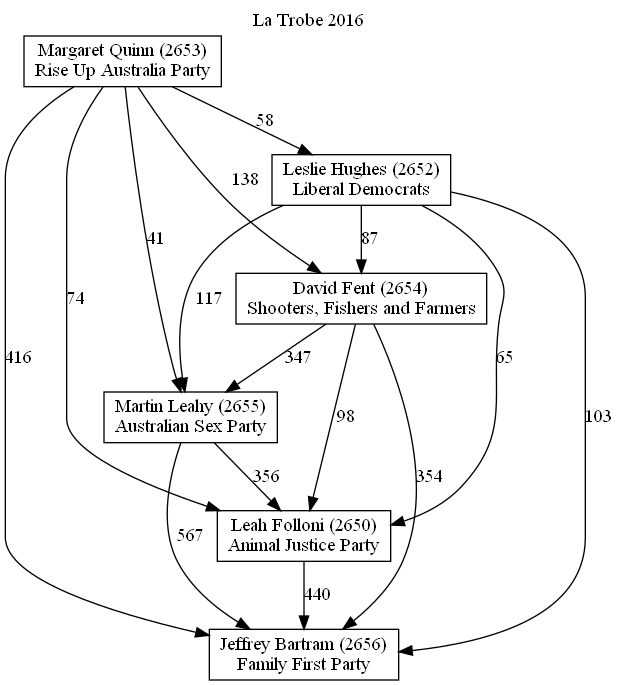 La Trobe 2016
Margaret Quinn (2653)
Rise Up Australia Party
58
Leslie Hughes (2652)
Liberal Democrats
138
41
87
74
117
David Fent (2654)
Shooters, Fishers and Farmers
416
347
65
Martin Leahy (2655)
Australian Sex Party
98
103
356
354
567
Leah Folloni (2650)
Animal Justice Party
440
Jeffrey Bartram (2656)
Family First Party